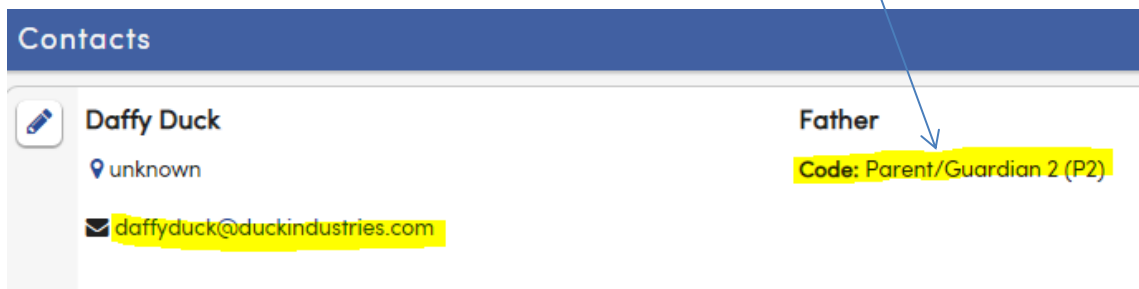 Contacts
Daffy Duck
Father
unknown
Code: Parent/Guardian 2 (P2)
daffyduck@duckindustries.com